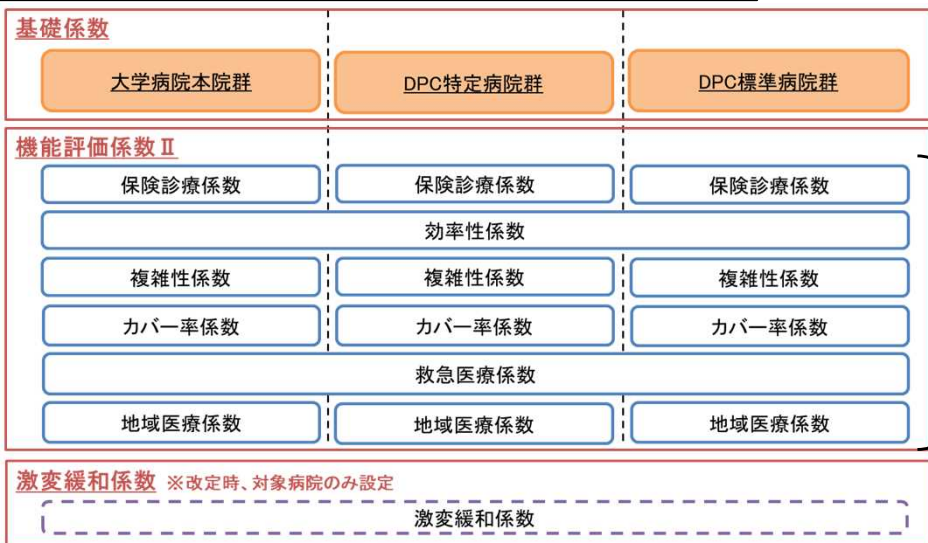 基礎係数
大学病院本院群 DPC特定病院群 DPC標準病院群
機能評価係数Ⅱ
保険診療係数 保険診療係数 保険診療係数
効率性係数
複雑性係数 複雑性係数 複雑性係数
カバー率係数 カバー率係数 カバー率係数
救急医療係数
地域医療係数 地域医療係数 地域医療係数
激変緩和係数 ※改定時、対象病院のみ設定
激変緩和係数